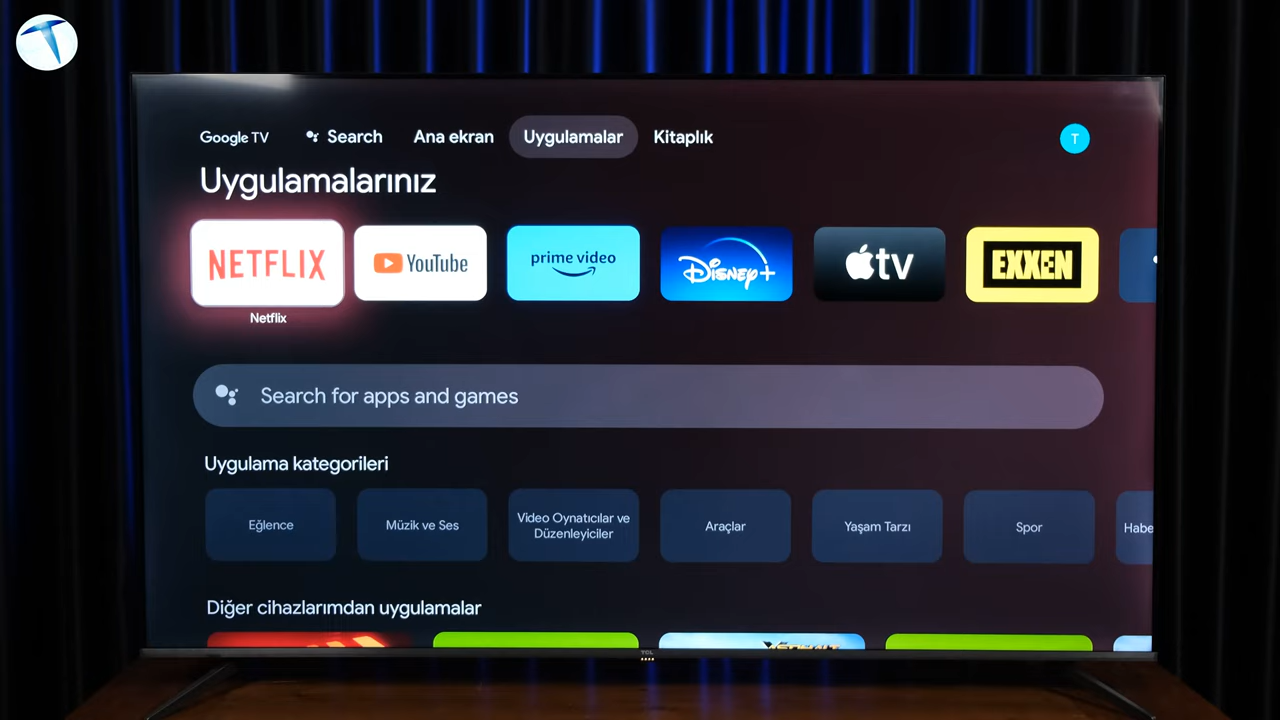 Google TV
Search
Ana ekran
Uygulamalar
Kitaplık
T
Uygulamalarınız
NETFLIX
YouTube
prime video
Disney+
tv
EXXEN
Netflix
Search for apps and games
Uygulama kategorileri
Eğlence
Müzik ve Ses
Video Oynatıcılar ve
Düzenleyiciler
Araçlar
Yaşam Tarzı
Spor
Habe
Diğer cihazlarımdan uygulamalar
TCL